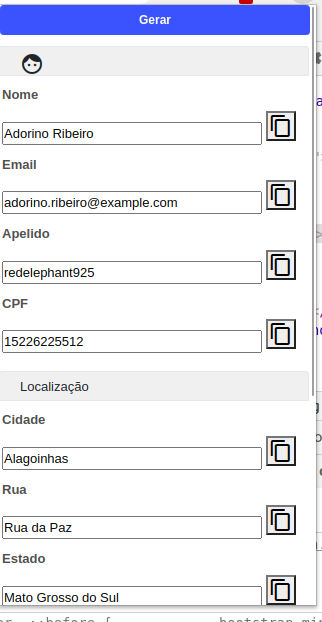 Gerar
Nome
Adorino Ribeiro
Email
adorino.ribeiro@example.com
Apelido
redelephant925
CPF
15226225512
Localização
Cidade
Alagoinhas
Rua
Rua da Paz
Estado
Mato Grosso do Sul